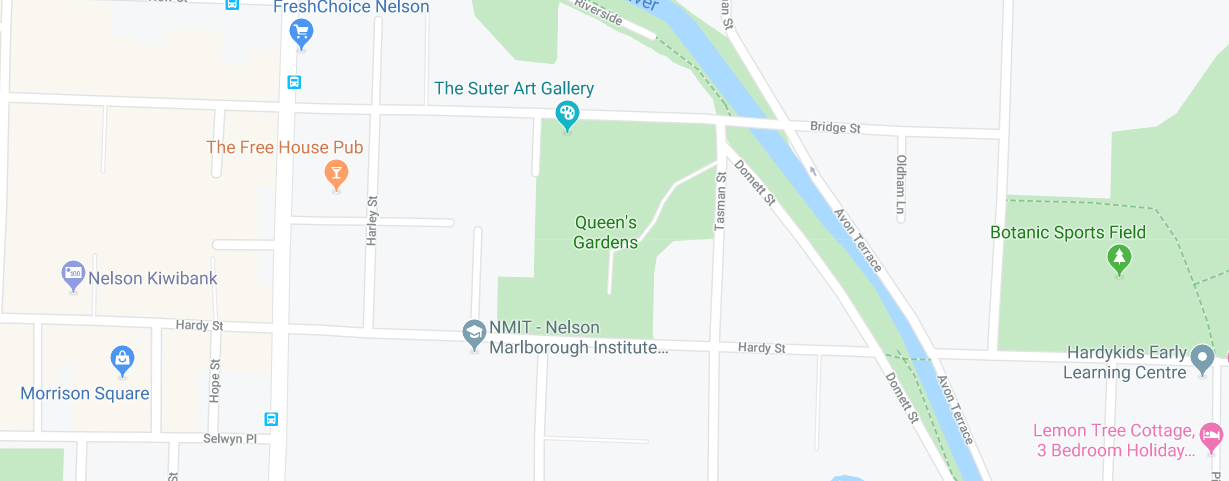 FreshChoice Nelson
Riverside
The Suter Art Gallery
Bridge St
The Free House Pub
Oldham Ln
Domett St
Tasman St
Harley St
Queen's
Gardens
Avon Terrace
Botanic Sports Field
Nelson Kiwibank
Hardy St
NMIT - Nelson
Marlborough Institute...
Hardy St
Hardykids Early
Learning Centre
Morrison Square
Hope St
Domett St
Avon Terrace
Selwyn Pl
Lemon Tree Cottage,
3 Bedroom Holiday...
St